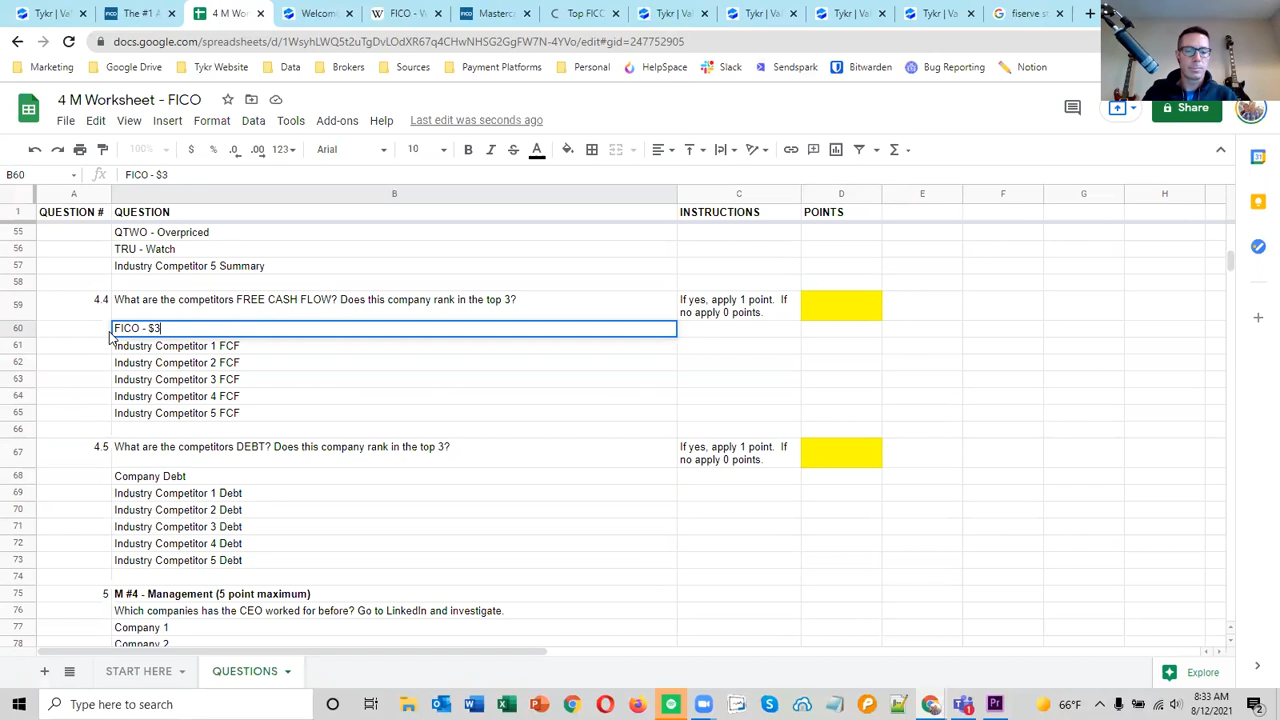 Tykr | Val
The #1 A
4 M Worksheet
Welcom
FICO - V
Masterc
Top FICO
Tykr | Val
Tykr | Val
Tykr | Val
Tykr | Val
fiserve st
docs.google.com/spreadsheets/d/1WsyhLWQ5t2uTgDvLOdXR67q4CHwNHSG2GgFW7N-4YVo/edit#gid=247752905
Marketing
Google Drive
Tykr Website
Data
Brokers
Sources
Payment Platforms
Personal
HelpSpace
Slack
Sendspark
Bitwarden
Bug Reporting
Notion
4 M Worksheet - FICO
File Edit View Insert Format Data Tools Add-ons Help Last edit was seconds ago
Share
100% $ % .0 .00 123 Arial 10 B I S A
B60 fx FICO - $3
A B C D E F G H
1 QUESTION # QUESTION INSTRUCTIONS POINTS
55 QTWO - Overpriced
56 TRU - Watch
57 Industry Competitor 5 Summary
58
59 4.4 What are the competitors FREE CASH FLOW? Does this company rank in the top 3? If yes, apply 1 point. If
no apply 0 points.
60 FICO - $3
61 Industry Competitor 1 FCF
62 Industry Competitor 2 FCF
63 Industry Competitor 3 FCF
64 Industry Competitor 4 FCF
65 Industry Competitor 5 FCF
66
67 4.5 What are the competitors DEBT? Does this company rank in the top 3? If yes, apply 1 point. If
no apply 0 points.
68 Company Debt
69 Industry Competitor 1 Debt
70 Industry Competitor 2 Debt
71 Industry Competitor 3 Debt
72 Industry Competitor 4 Debt
73 Industry Competitor 5 Debt
74
75 5 M #4 - Management (5 point maximum)
76 Which companies has the CEO worked for before? Go to LinkedIn and investigate.
77 Company 1
78 Company 2
START HERE
QUESTIONS
Explore
Type here to search
66°F
8:33 AM
8/12/2021